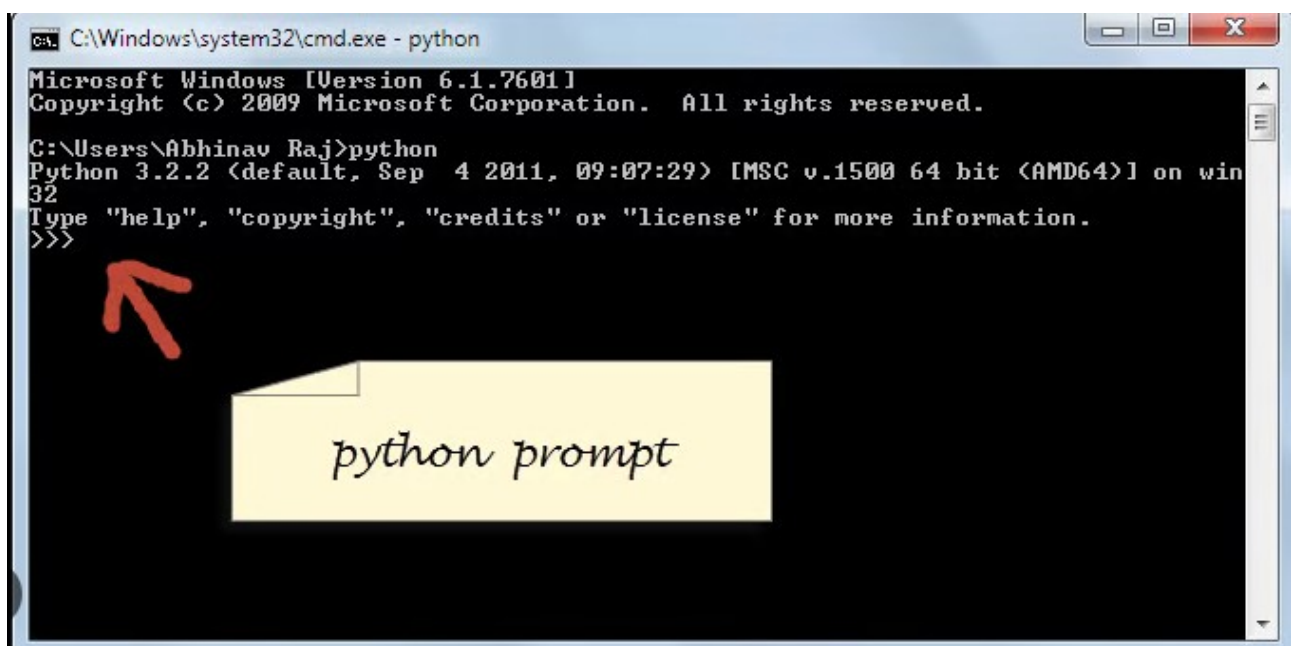 C:\Windows\system32\cmd.exe - python
Microsoft Windows [Version 6.1.7601]
Copyright (c) 2009 Microsoft Corporation.  All rights reserved.
C:\Users\Abhinav Raj>python
Python 3.2.2 (default, Sep  4 2011, 09:07:29) [MSC v.1500 64 bit (AMD64)] on win
32
Type "help", "copyright", "credits" or "license" for more information.
>>>
python prompt